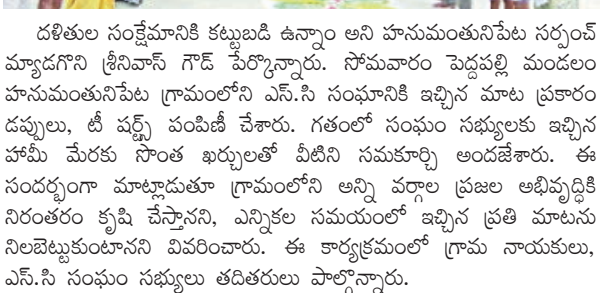 దళితుల సంక్షేమానికి కట్టుబడి ఉన్నాం అని హనుమంతునిపేట సర్పంచ్
మ్యాడగొని శ్రీనివాస్ గౌడ్ పేర్కొన్నారు. సోమవారం పెద్దపల్లి మండలం
హనుమంతునిపేట గ్రామంలోని ఎస్.సి సంఘానికి ఇచ్చిన మాట ప్రకారం
డప్పులు, టీ షర్ట్స్ పంపిణీ చేశారు. గతంలో సంఘం సభ్యులకు ఇచ్చిన
హామీ మేరకు సొంత ఖర్చులతో వీటిని సమకూర్చి అందజేశారు. ఈ
సందర్భంగా మాట్లాడుతూ గ్రామంలోని అన్ని వర్గాల ప్రజల అభివృద్ధికి
నిరంతరం కృషి చేస్తానని, ఎన్నికల సమయంలో ఇచ్చిన ప్రతి మాటను
నిలబెట్టుకుంటానని వివరించారు. ఈ కార్యక్రమంలో గ్రామ నాయకులు,
ఎస్.సి సంఘం సభ్యులు తదితరులు పాల్గొన్నారు.